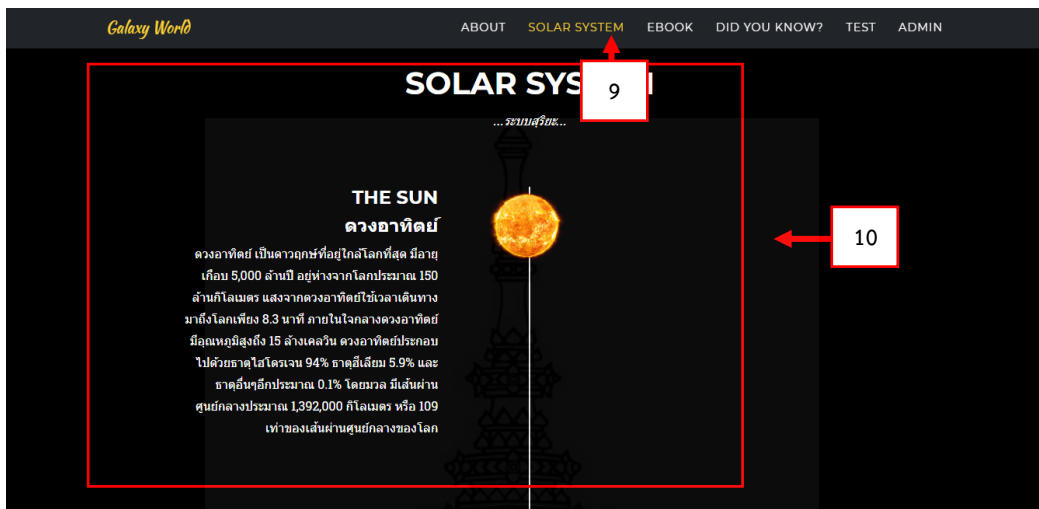 Galaxy World
ABOUT SOLAR SYSTEM EBOOK DID YOU KNOW? TEST ADMIN
9
SOLAR SYS
...ระบบสุริยะ...
THE SUN
ดวงอาทิตย์
ดวงอาทิตย์ เป็นดาวฤกษ์ที่อยู่ใกล้โลกที่สุด มีอายุ
เกือบ 5,000 ล้านปี อยู่ห่างจากโลกประมาณ 150
ล้านกิโลเมตร แสงจากดวงอาทิตย์ใช้เวลาเดินทาง
มาถึงโลกเพียง 8.3 นาที ภายในใจกลางดวงอาทิตย์
มีอุณหภูมิสูงถึง 15 ล้างเคลวิน ดวงอาทิตย์ประกอบ
ไปด้วยธาตุไฮโดรเจน 94% ธาตุฮีเลียม 5.9% และ
ธาตุอื่นๆอีกประมาณ 0.1% โดยมวล มีเส้นผ่าน
ศูนย์กลางประมาณ 1,392,000 กิโลเมตร หรือ 109
เท่าของเส้นผ่านศูนย์กลางของโลก
10